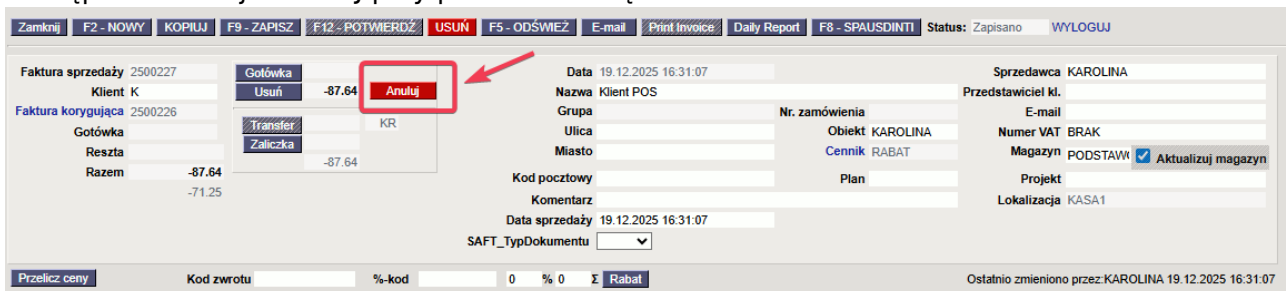 Zamknij F2 - NOWY KOPIUJ F9 - ZAPISZ F12 - POTWIERDŹ USUŃ F5 - ODŚWIEŻ E-mail Print Invoice Daily Report F8 - SPAUSDINTI Status: Zapisano WYLOGUJ
Faktura sprzedaży 2500227 Gotówka Data 19.12.2025 16:31:07 Sprzedawca KAROLINA
Klient K Usuń -87.64 Anuluj Nazwa Klient POS Przedstawiciel kl.
Faktura korygująca 2500226 Grupa Nr. zamówienia E-mail
Gotówka Transfer KR Ulica Obiekt KAROLINA Numer VAT BRAK
Reszta Zaliczka Miasto Cennik RABAT Magazyn PODSTAW Aktualizuj magazyn
Razem -87.64 -87.64 Kod pocztowy Plan Projekt
-71.25 Komentarz Lokalizacja KASA1
Data sprzedaży 19.12.2025 16:31:07
SAFT_TypDokumentu
Przelicz ceny Kod zwrotu %-kod 0 % 0 Σ Rabat Ostatnio zmieniono przez:KAROLINA 19.12.2025 16:31:07